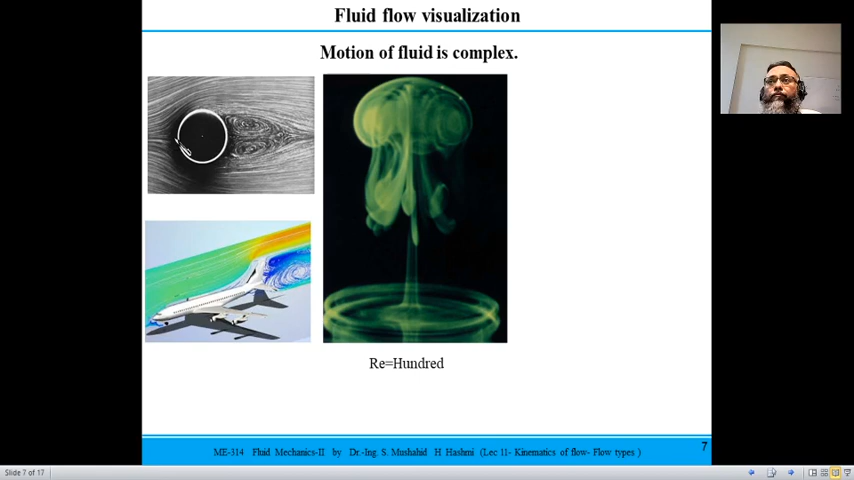 Fluid flow visualization
Motion of fluid is complex.
Re=Hundred
ME-314 Fluid Mechanics-II by Dr.-Ing. S. Mushahid H Hashmi (Lec 11- Kinematics of flow- Flow types )
7
Slide 7 of 17